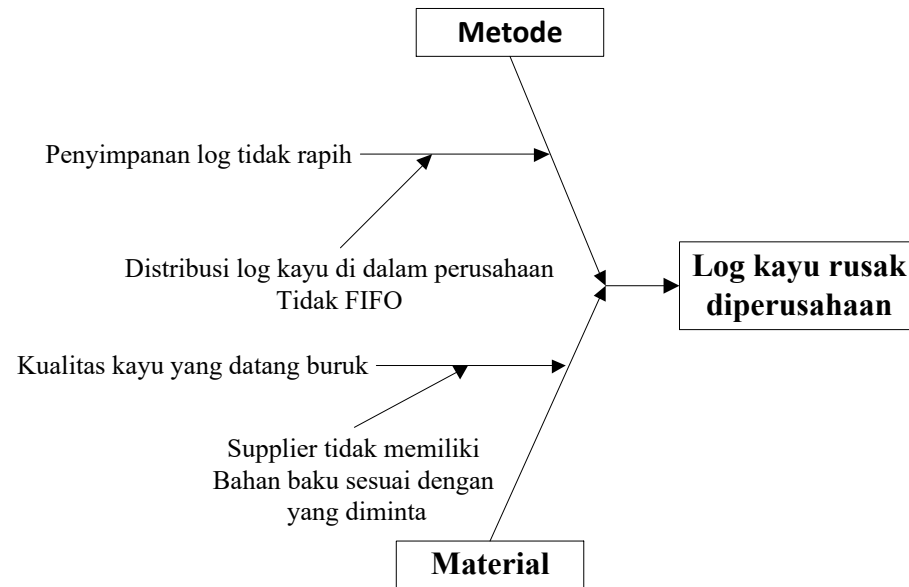 Metode
Penyimpanan log tidak rapih
Distribusi log kayu di dalam perusahaan
Tidak FIFO
Log kayu rusak
diperusahaan
Kualitas kayu yang datang buruk
Supplier tidak memiliki
Bahan baku sesuai dengan
yang diminta
Material